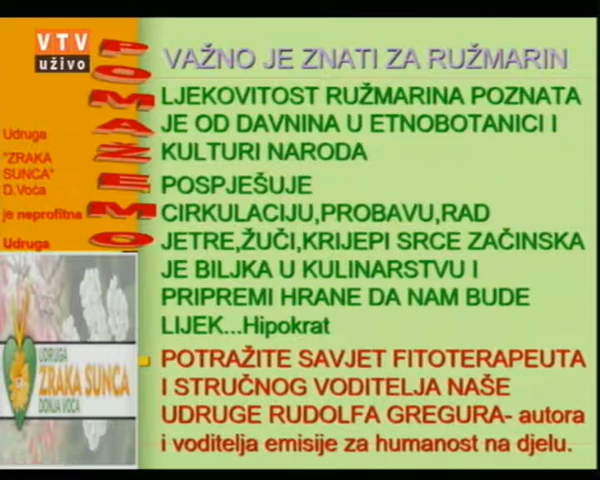 VTV
uživo
POMAŽEMO
Udruga
"ZRAKA
SUNCA"
D.Voća
je neprofitna
Udruga
UDRUGA
ZRAKA SUNCA
DONJA VOĆA
VAŽNO JE ZNATI ZA RUŽMARIN
LJEKOVITOST RUŽMARINA POZNATA
JE OD DAVNINA U ETNOBOTANICI I
KULTURI NARODA
POSPJEŠUJE
CIRKULACIJU,PROBAVU,RAD
JETRE,ŽUČI,KRIJEPI SRCE ZAČINSKA
JE BILJKA U KULINARSTVU I
PRIPREMI HRANE DA NAM BUDE
LIJEK...Hipokrat
POTRAŽITE SAVJET FITOTERAPEUTA
I STRUČNOG VODITELJA NAŠE
UDRUGE RUDOLFA GREGURA- autora
i voditelja emisije za humanost na djelu.